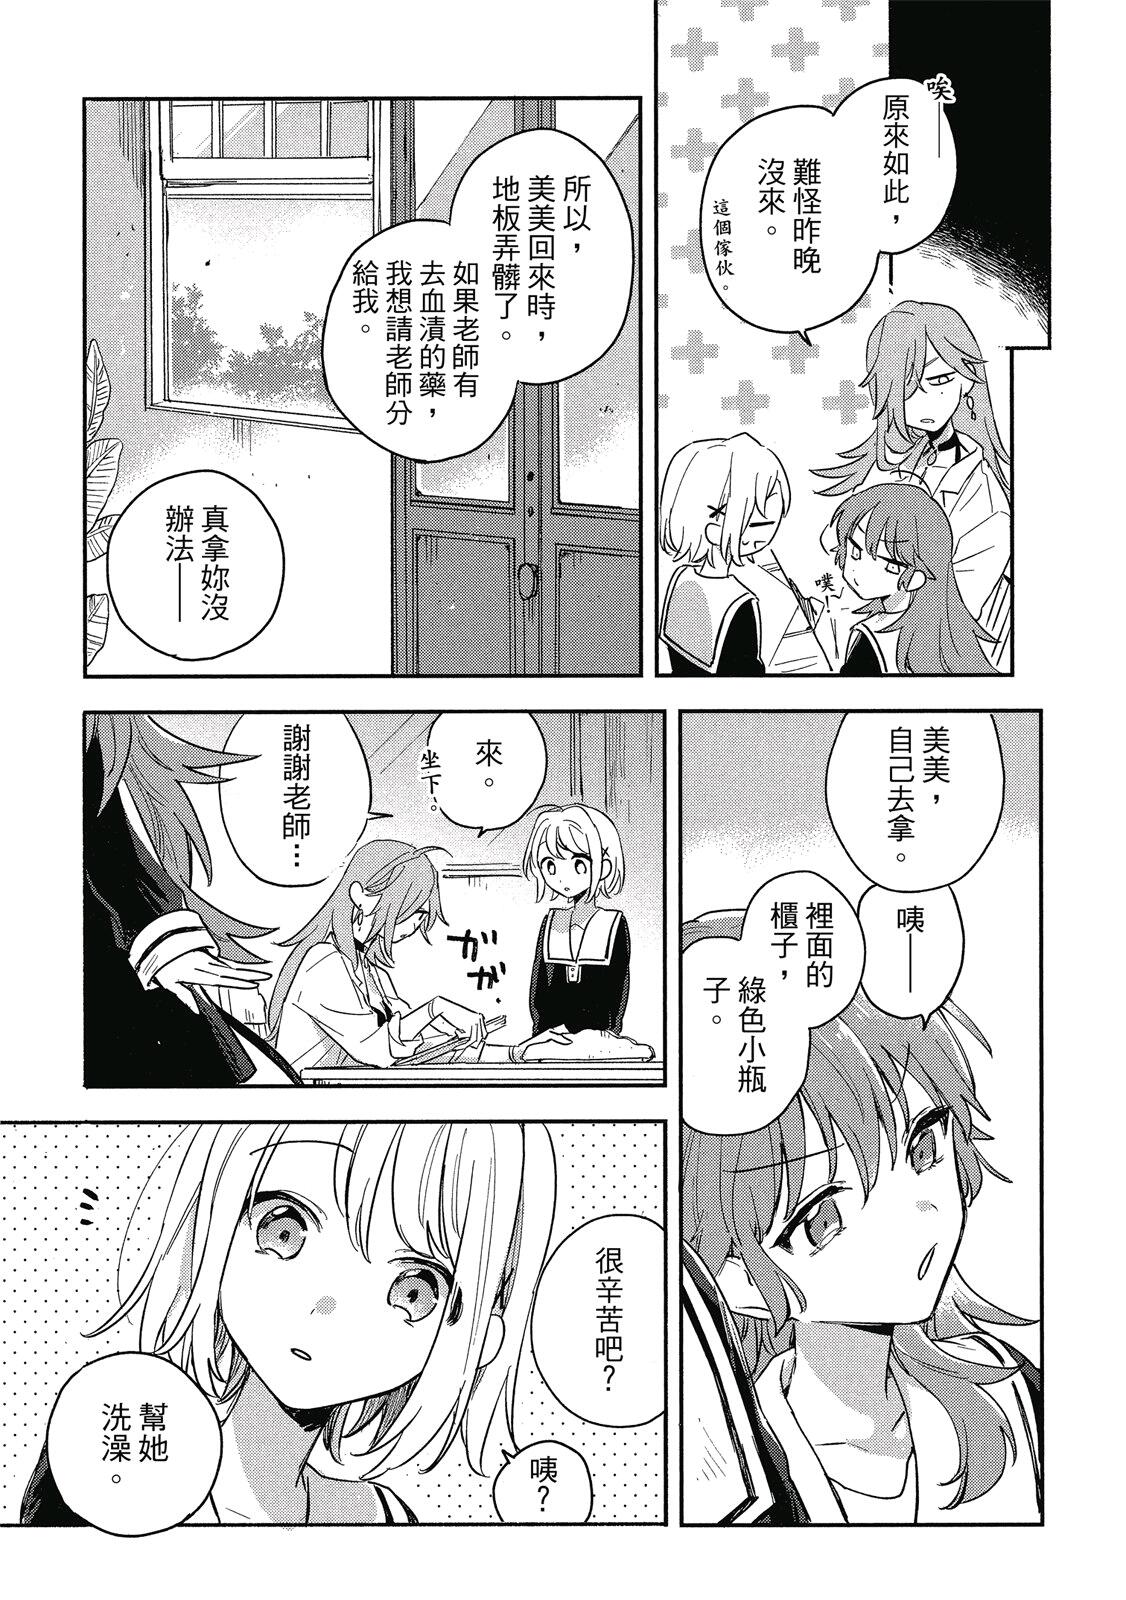 唉——
原來如此，
難怪昨晚
沒來。
這個傢伙。
噗！
所以，
美美回來時，
地板弄髒了。
如果老師有
去血漬的藥，
我想請老師分
給我。
真拿妳沒
辦法——
美美，
自己去拿。
咦——
裡面的
櫃子，
綠色小瓶
子。
來。
坐下。
ガガ
謝謝老師…
很辛苦吧？
咦？
幫她
洗澡。